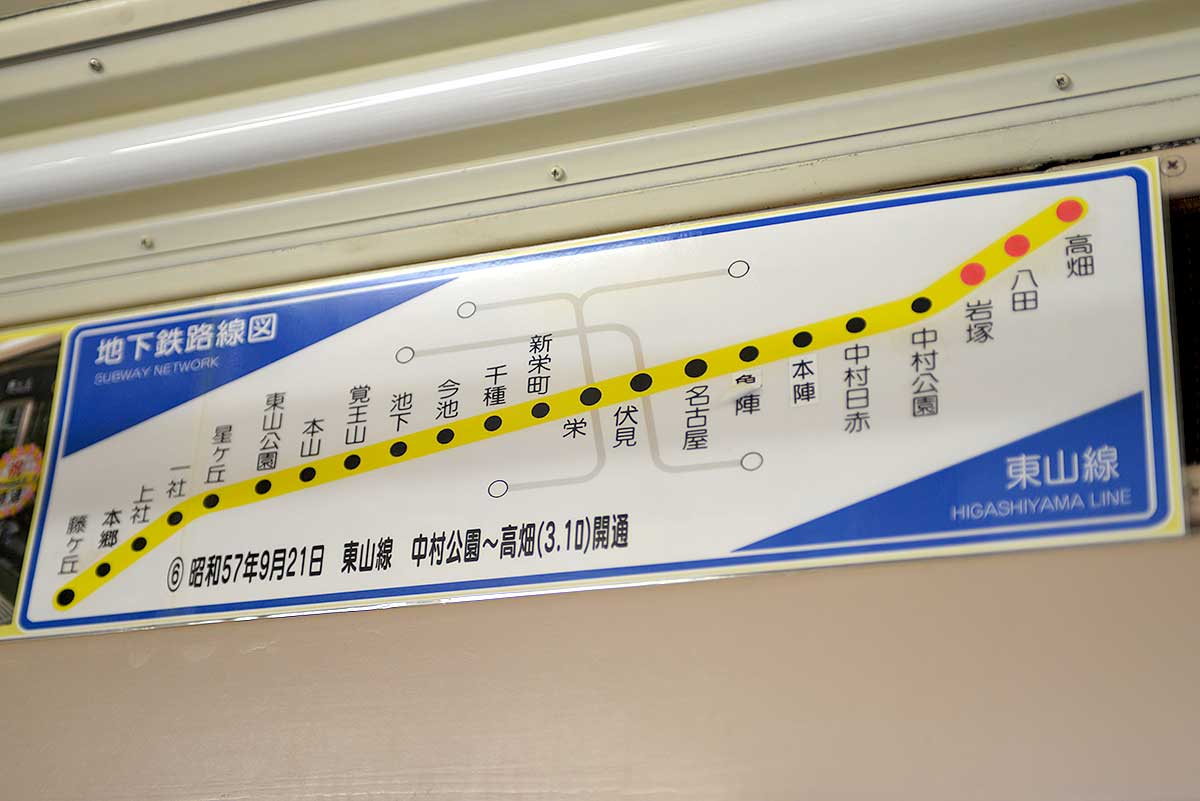 地下鉄路線図
SUBWAY NETWORK
藤ヶ丘
本郷
上社
一社
星ヶ丘
東山公園
本山
覚王山
池下
今池
千種
新栄町
栄
伏見
名古屋
亀陣
本陣
中村日赤
中村公園
岩塚
八田
高畑
⑥ 昭和57年9月21日 東山線 中村公園~高畑(3.10)開通
東山線
HIGASHIYAMA LINE
祝